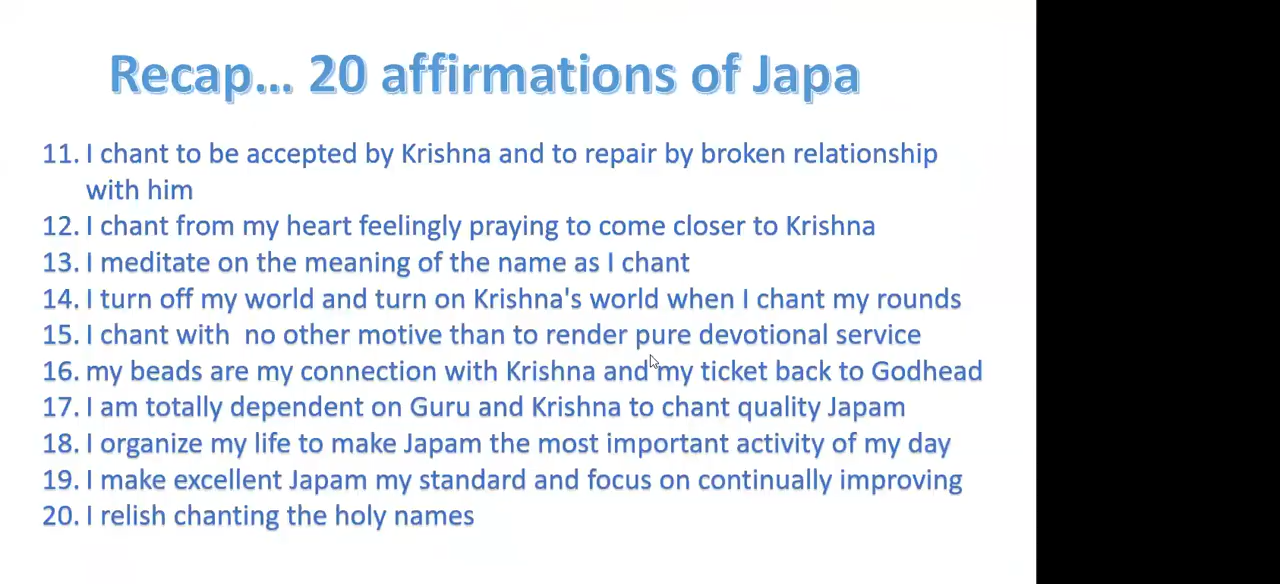 Recap... 20 affirmations of Japa
11. I chant to be accepted by Krishna and to repair by broken relationship
with him
12. I chant from my heart feelingly praying to come closer to Krishna
13. I meditate on the meaning of the name as I chant
14. I turn off my world and turn on Krishna's world when I chant my rounds
15. I chant with  no other motive than to render pure devotional service
16. my beads are my connection with Krishna and my ticket back to Godhead
17. I am totally dependent on Guru and Krishna to chant quality Japam
18. I organize my life to make Japam the most important activity of my day
19. I make excellent Japam my standard and focus on continually improving
20. I relish chanting the holy names